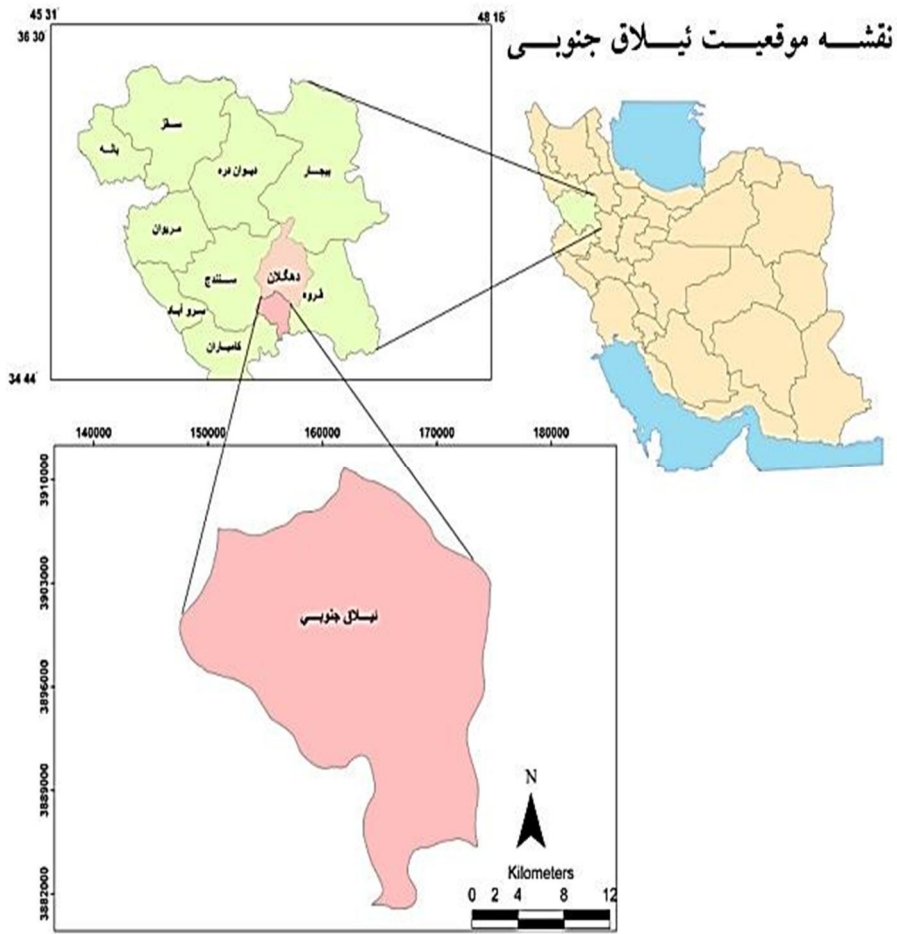 نقشه موقعیت ئیلاق جنوبی
45 31
36 30
48 16
34 44
سقز
بانه
دیوان دره
بیجار
مریوان
سنندج
دهگلان
قروه
سرو آباد
کامیاران
140000 150000 160000 170000 180000
3910000
3903000
3896000
3889000
3882000
ئیلاق جنوبي
N
Kilometers
0 2 4 8 12